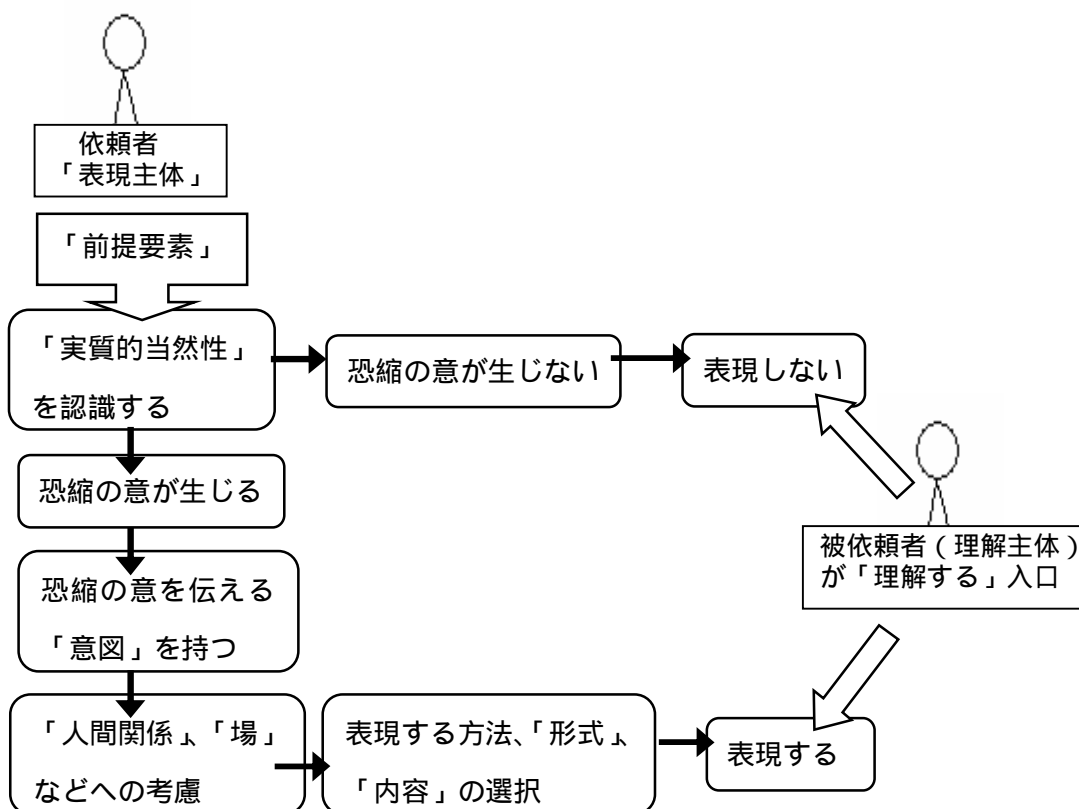 依頼者
「表現主体」
「前提要素」
「実質的当然性」
を認識する
恐縮の意が生じない
表現しない
恐縮の意が生じる
被依頼者（理解主体）
が「理解する」入口
恐縮の意を伝える
「意図」を持つ
「人間関係」、「場」
などへの考慮
表現する方法、「形式」、
「内容」の選択
表現する